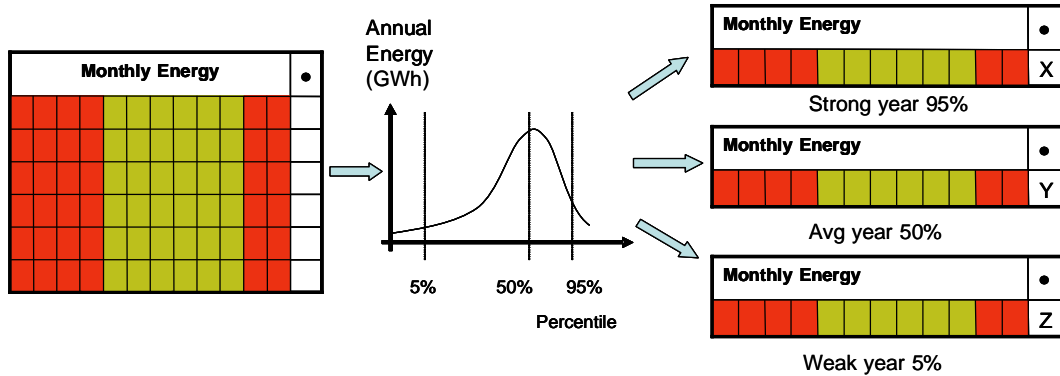 Monthly Energy
•
Annual
Energy
(GWh)
5%
50%
95%
Percentile
Monthly Energy
•
X
Strong year 95%
Monthly Energy
•
Y
Avg year 50%
Monthly Energy
•
Z
Weak year 5%